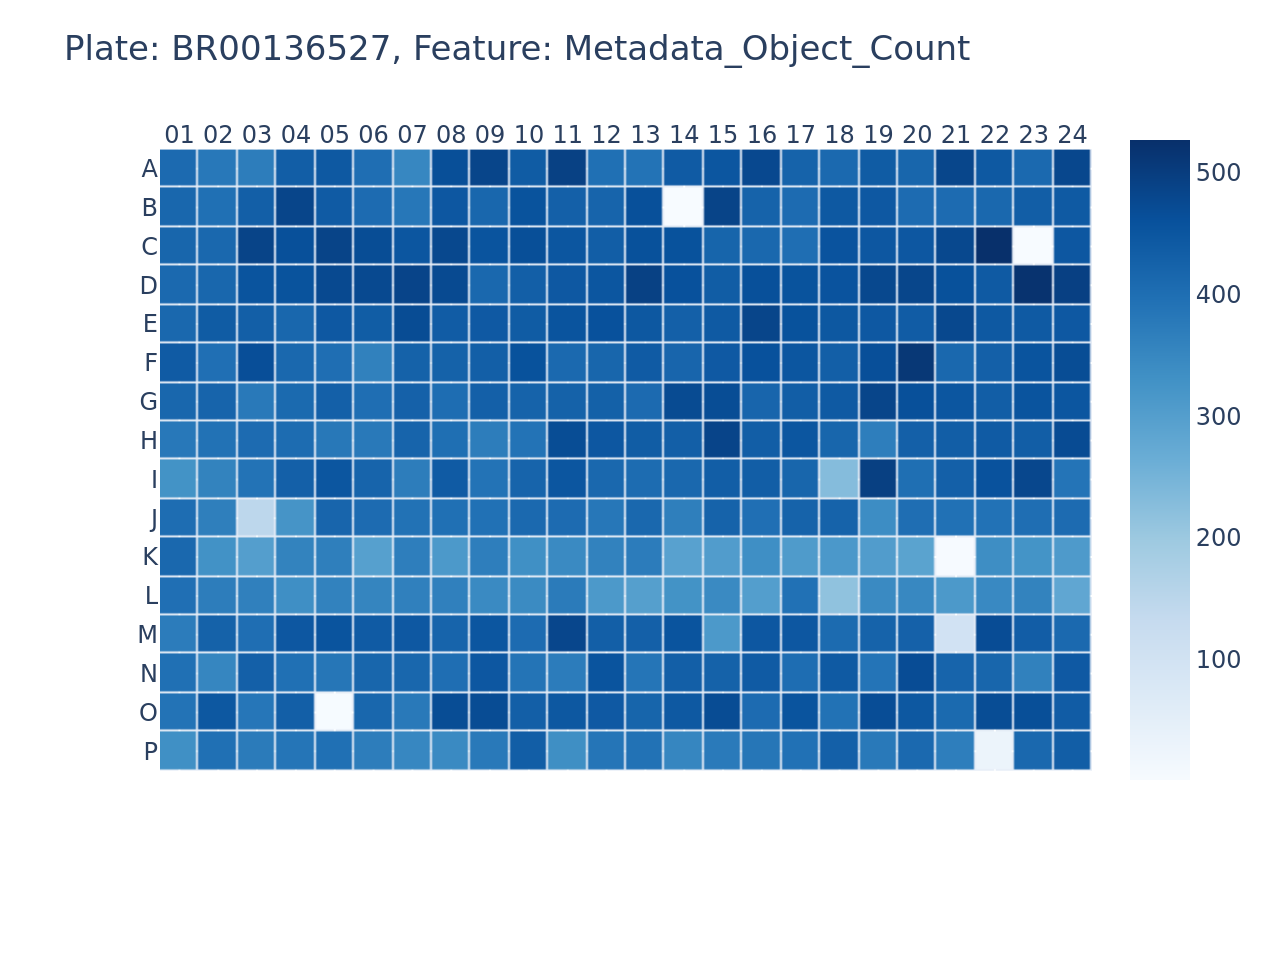 Plate: BR00136527, Feature: Metadata_Object_Count
01 02 03 04 05 06 07 08 09 10 11 12 13 14 15 16 17 18 19 20 21 22 23 24
A
B
C
D
E
F
G
H
I
J
K
L
M
N
O
P
500
400
300
200
100